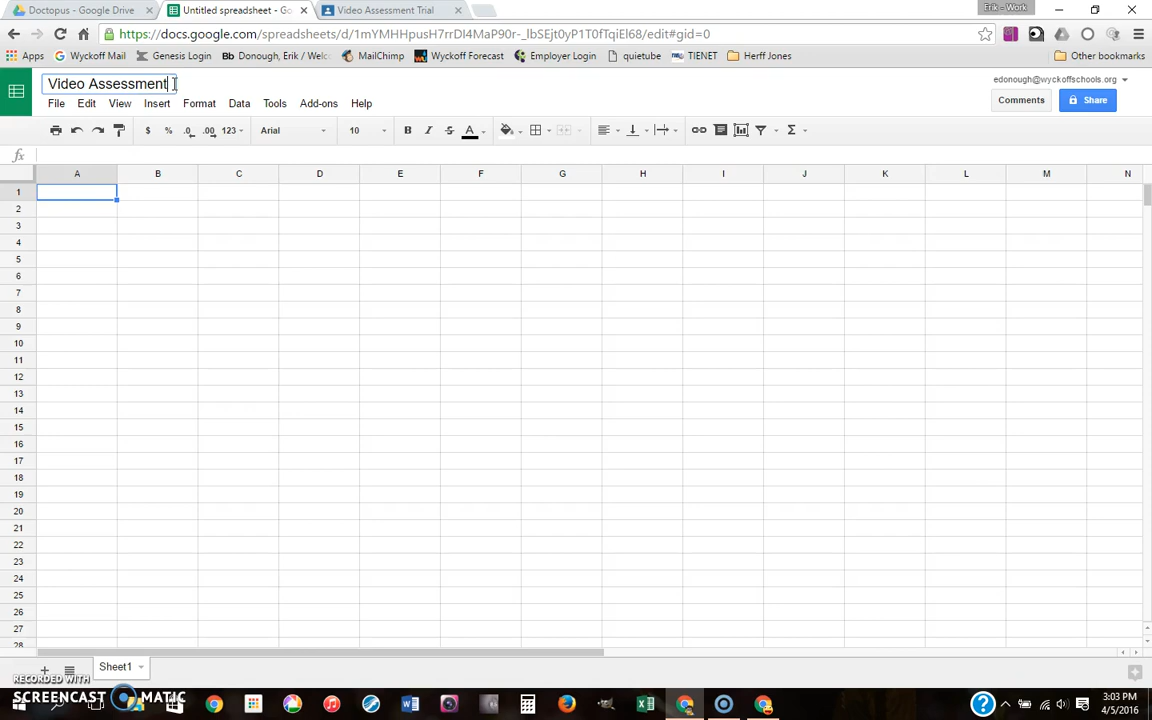 Doctopus - Google Drive
Untitled spreadsheet - Go
Video Assessment Trial
Erik - Work
https://docs.google.com/spreadsheets/d/1mYMHHpusH7rrDI4MaP90r-_lbSEjt0yP1T0fTqiEl68/edit#gid=0
Apps
Wyckoff Mail
Genesis Login
Bb Donough, Erik / Welc
MailChimp
Wyckoff Forecast
Employer Login
quietube
TIENET
Herff Jones
Other bookmarks
Video Assessment
edonough@wyckoffschools.org
File Edit View Insert Format Data Tools Add-ons Help
Comments
Share
$ % .0 .00 123 Arial 10 B I S A Σ
fx
A B C D E F G H I J K L M N
1
2
3
4
5
6
7
8
9
10
11
12
13
14
15
16
17
18
19
20
21
22
23
24
25
26
27
28
+ Sheet1
RECORDED WITH
SCREENCAST MATIC
3:03 PM
4/5/2016